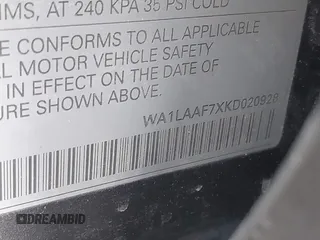 IMS, AT 240 KPA 35 PSI COLD
E CONFORMS TO ALL APPLICABLE
L MOTOR VEHICLE SAFETY
IN EFFECT ON THE DATE OF
URE SHOWN ABOVE.
WA1LAAF7XKD020928
DREAMBID